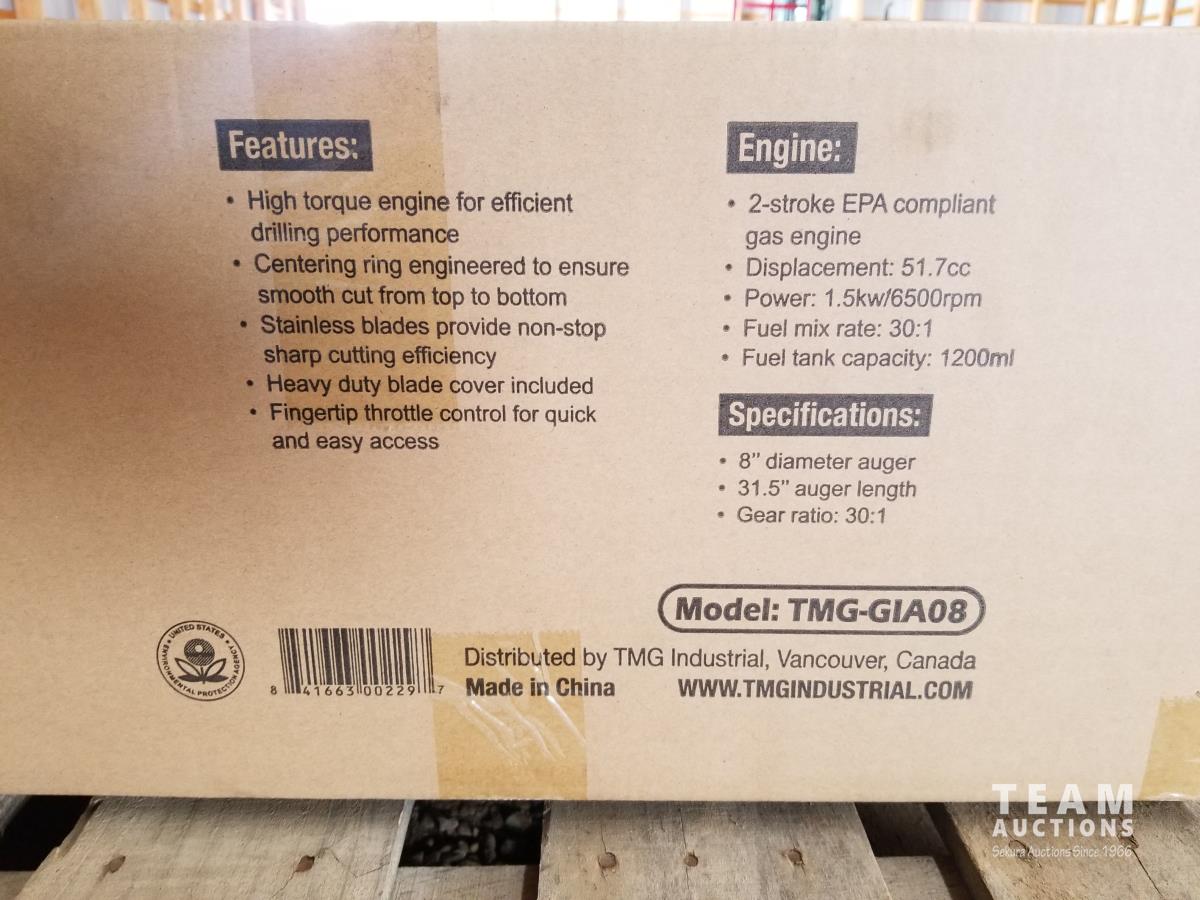 Features:
• High torque engine for efficient
drilling performance
• Centering ring engineered to ensure
smooth cut from top to bottom
• Stainless blades provide non-stop
sharp cutting efficiency
• Heavy duty blade cover included
• Fingertip throttle control for quick
and easy access
Engine:
• 2-stroke EPA compliant
gas engine
• Displacement: 51.7cc
• Power: 1.5kw/6500rpm
• Fuel mix rate: 30:1
• Fuel tank capacity: 1200ml
Specifications:
• 8” diameter auger
• 31.5” auger length
• Gear ratio: 30:1
Model: TMG-GIA08
UNITED STATES
ENVIRONMENTAL PROTECTION AGENCY
8 41663 00229 7
Distributed by TMG Industrial, Vancouver, Canada
Made in China WWW.TMGINDUSTRIAL.COM
TEAM
AUCTIONS
Sekura Auctions Since 1966